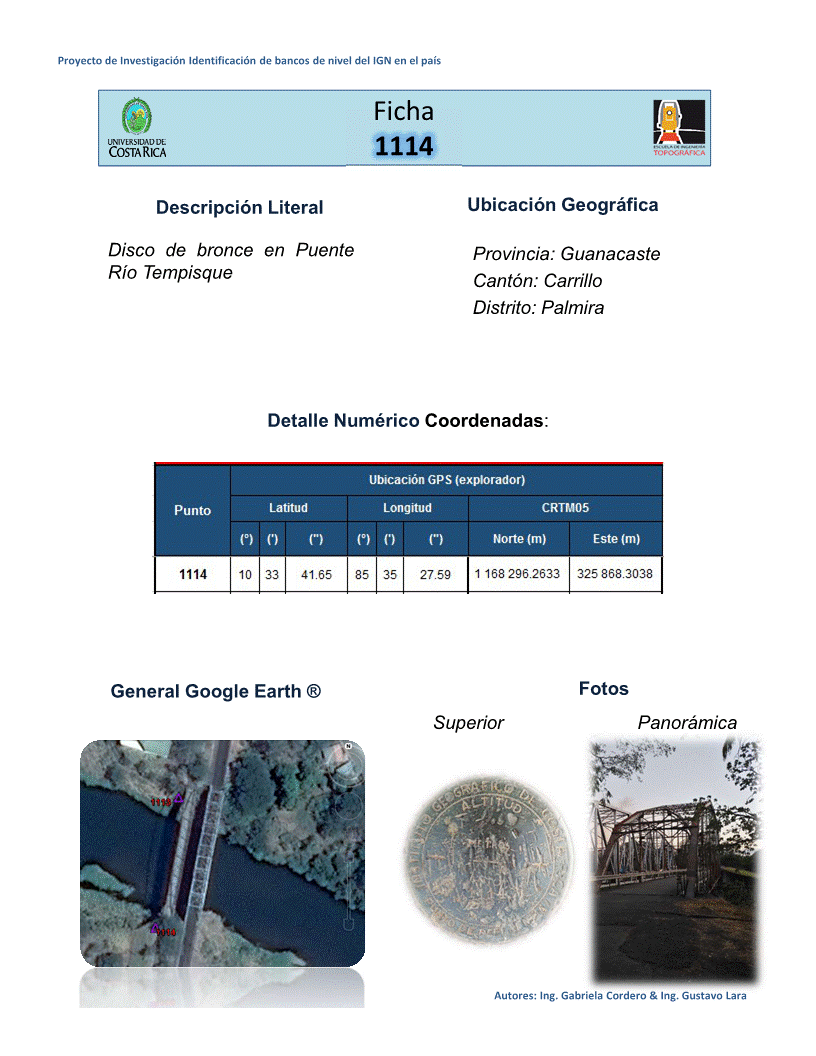 Proyecto de Investigación Identificación de bancos de nivel del IGN en el país
UNIVERSIDAD DE
COSTA RICA
Ficha
1114
ESCUELA DE INGENIERÍA
TOPOGRÁFICA
Descripción Literal
Disco de bronce en Puente
Río Tempisque
Ubicación Geográfica
Provincia: Guanacaste
Cantón: Carrillo
Distrito: Palmira
Detalle Numérico Coordenadas:
Punto
Ubicación GPS (explorador)
Latitud Longitud CRTM05
(°) (') (") (°) (') (") Norte (m) Este (m)
1114 10 33 41.65 85 35 27.59 1 168 296.2633 325 868.3038
General Google Earth ®
Fotos
Superior Panorámica
N
1113
1114
GEOGRAFICO DE
ALTITUD
Autores: Ing. Gabriela Cordero & Ing. Gustavo Lara